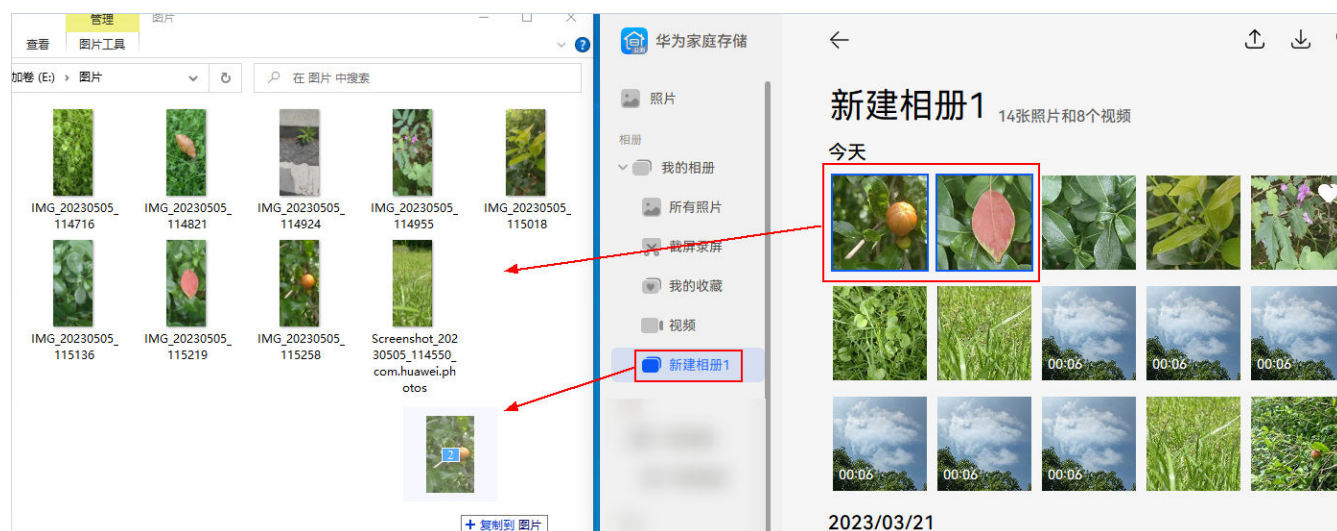 管理
图片
查看
图片工具
加卷 (E:) › 图片
在 图片 中搜索
IMG_20230505_
114716
IMG_20230505_
114821
IMG_20230505_
114924
IMG_20230505_
114955
IMG_20230505_
115018
IMG_20230505_
115136
IMG_20230505_
115219
IMG_20230505_
115258
Screenshot_202
30505_114550_
com.huawei.ph
otos
2
+ 复制到 图片
华为家庭存储
照片
相册
我的相册
所有照片
截屏录屏
我的收藏
视频
新建相册1
新建相册1
14张照片和8个视频
今天
00:06
00:06
00:06
00:06
00:06
00:06
2023/03/21